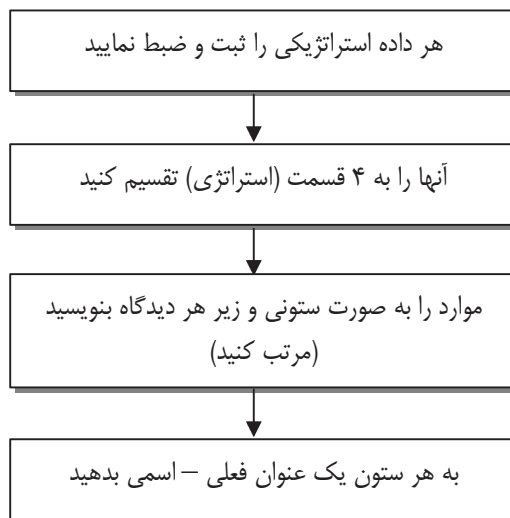 هر داده استراتژیکی را ثبت و ضبط نمایید
آنها را به ۴ قسمت (استراتژی) تقسیم کنید
موارد را به صورت ستونی و زیر هر دیدگاه بنویسید
(مرتب کنید)
به هر ستون یک عنوان فعلی – اسمی بدهید